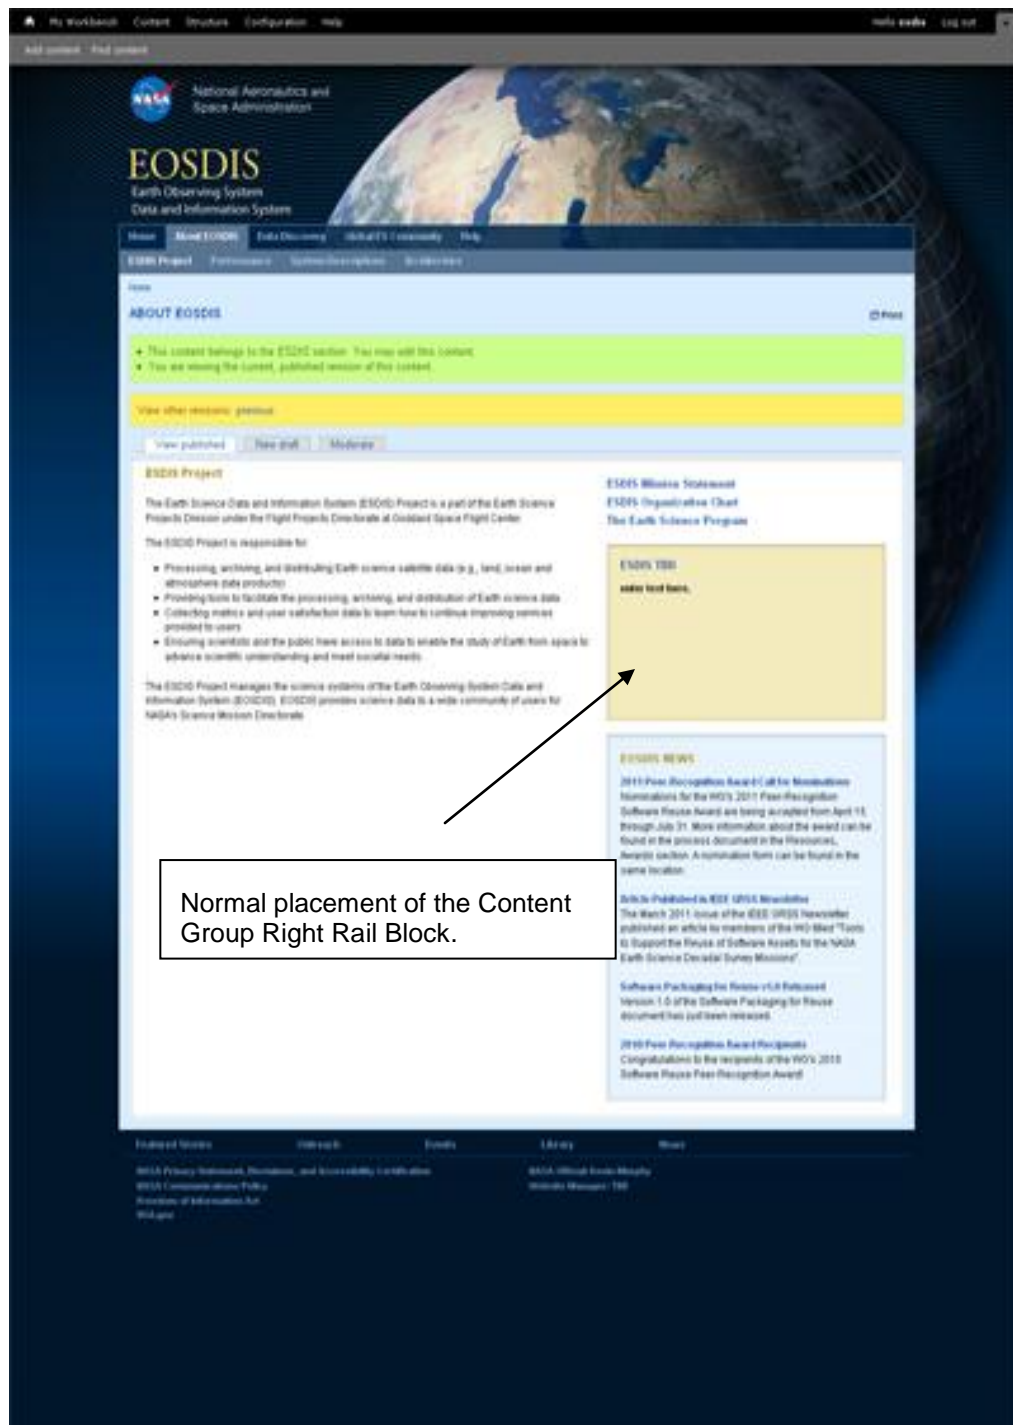 My Workbench Content Structure Configuration Help Hello esdis Log out
Add content Find content
NASA National Aeronautics and
Space Administration
EOSDIS
Earth Observing System
Data and Information System
Home About EOSDIS Data Discovery Global ES Community Help
ESDIS Project Performance System Descriptions Architecture
Home
ABOUT EOSDIS
Print
This content belongs to the ESDIS section. You may edit this content.
You are viewing the current, published version of this content.
View other revisions: previous
View published New draft Moderate
ESDIS Project
The Earth Science Data and Information System (ESDIS) Project is a part of the Earth Science
Projects Division under the Flight Projects Directorate at Goddard Space Flight Center.
The ESDIS Project is responsible for:
Processing, archiving, and distributing Earth science satellite data (e.g., land, ocean and
atmosphere data products)
Providing tools to facilitate the processing, archiving, and distribution of Earth science data
Collecting metrics and user satisfaction data to learn how to continue improving services
provided to users
Ensuring scientists and the public have access to data to enable the study of Earth from space to
advance scientific understanding and meet societal needs.
The ESDIS Project manages the science systems of the Earth Observing System Data and
Information System (EOSDIS). EOSDIS provides science data to a wide community of users for
NASA's Science Mission Directorate.
ESDIS Mission Statement
ESDIS Organization Chart
The Earth Science Program
ESDIS TBD
enter text here.
Normal placement of the Content
Group Right Rail Block.
EOSDIS NEWS
2011 Peer-Recognition Award Call for Nominations
Nominations for the WG's 2011 Peer-Recognition
Software Reuse Award are being accepted from April 15,
through July 31. More information about the award can be
found in the process document in the Resources,
Awards section. A nomination form can be found in the
same location.
Article Published in IEEE GRSS Newsletter
The March 2011 issue of the IEEE GRSS Newsletter
published an article by members of the WG titled "Tools
to Support the Reuse of Software Assets for the NASA
Earth Science Decadal Survey Missions".
Software Packaging for Reuse v1.0 Released
Version 1.0 of the Software Packaging for Reuse
document has just been released.
2010 Peer-Recognition Award Recipients
Congratulations to the recipients of the WG's 2010
Software Reuse Peer-Recognition Award!
Featured Stories Outreach Events Library News
NASA Privacy Statement, Disclaimer, and Accessibility Certification
NASA Communications Policy
Freedom of Information Act
USA.gov
NASA Official: Kevin Murphy
Website Manager: TBD